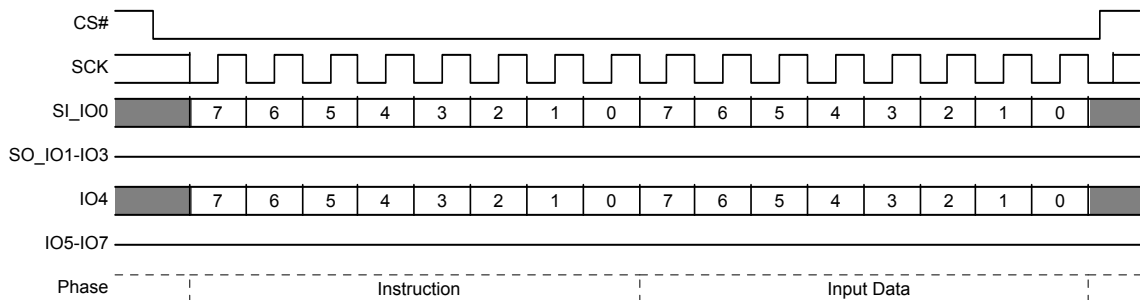 CS#
SCK
SI_IO0 7 6 5 4 3 2 1 0 7 6 5 4 3 2 1 0
SO_IO1-IO3
IO4 7 6 5 4 3 2 1 0 7 6 5 4 3 2 1 0
IO5-IO7
Phase Instruction Input Data